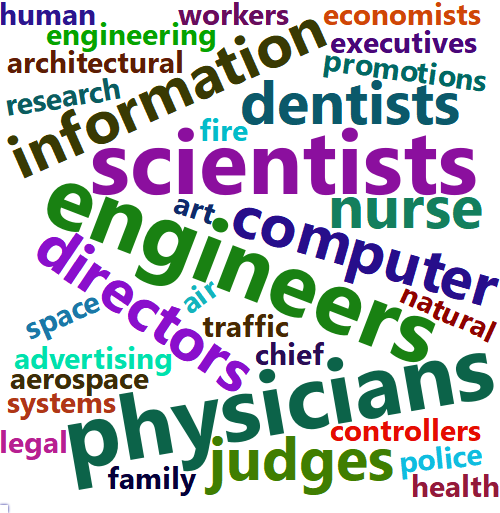 human
workers
economists
engineering
executives
architectural
information
promotions
research
dentists
fire
scientists
nurse
art
engineers
computer
directors
natural
air
space
traffic
chief
advertising
aerospace
physicians
systems
controllers
legal
judges
police
family
health